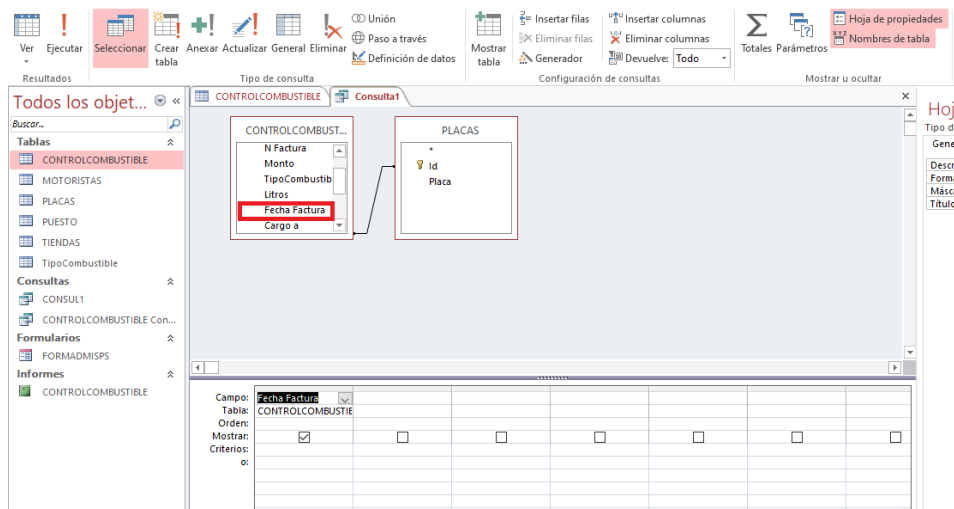 Ver
Ejecutar
Seleccionar
Crear tabla
Anexar
Actualizar
General
Eliminar
Unión
Paso a través
Definición de datos
Mostrar tabla
Insertar filas
Eliminar filas
Generador
Insertar columnas
Eliminar columnas
Devuelve: Todo
Totales
Parámetros
Hoja de propiedades
Nombres de tabla
Resultados
Tipo de consulta
Configuración de consultas
Mostrar u ocultar
Todos los objet...
Buscar...
Tablas
CONTROLCOMBUSTIBLE
MOTORISTAS
PLACAS
PUESTO
TIENDAS
TipoCombustible
Consultas
CONSUL1
CONTROLCOMBUSTIBLE Con...
Formularios
FORMADMISPS
Informes
CONTROLCOMBUSTIBLE
CONTROLCOMBUSTIBLE
Consulta1
CONTROLCOMBUST...
N Factura
Monto
TipoCombustib
Litros
Fecha Factura
Cargo a
PLACAS
*
Id
Placa
Campo: Fecha Factura
Tabla: CONTROLCOMBUSTIE
Orden:
Mostrar:
Criterios:
o:
Hoj
Tipo d
Gene
Descr
Forma
Másca
Título